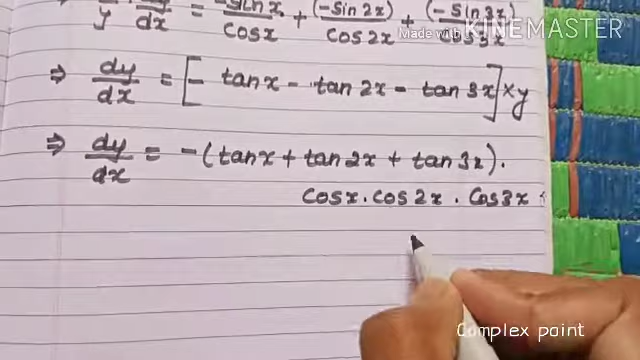 ⇒ 1/y · dy/dx = -sin x/cos x + (-sin 2x)/cos 2x + (-sin 3x)/cos 3x
Made with KINEMASTER
⇒ dy/dx = [- tan x - tan 2x - tan 3x] × y
⇒ dy/dx = -(tan x + tan 2x + tan 3x).
cos x . cos 2x . cos 3x
Complex point